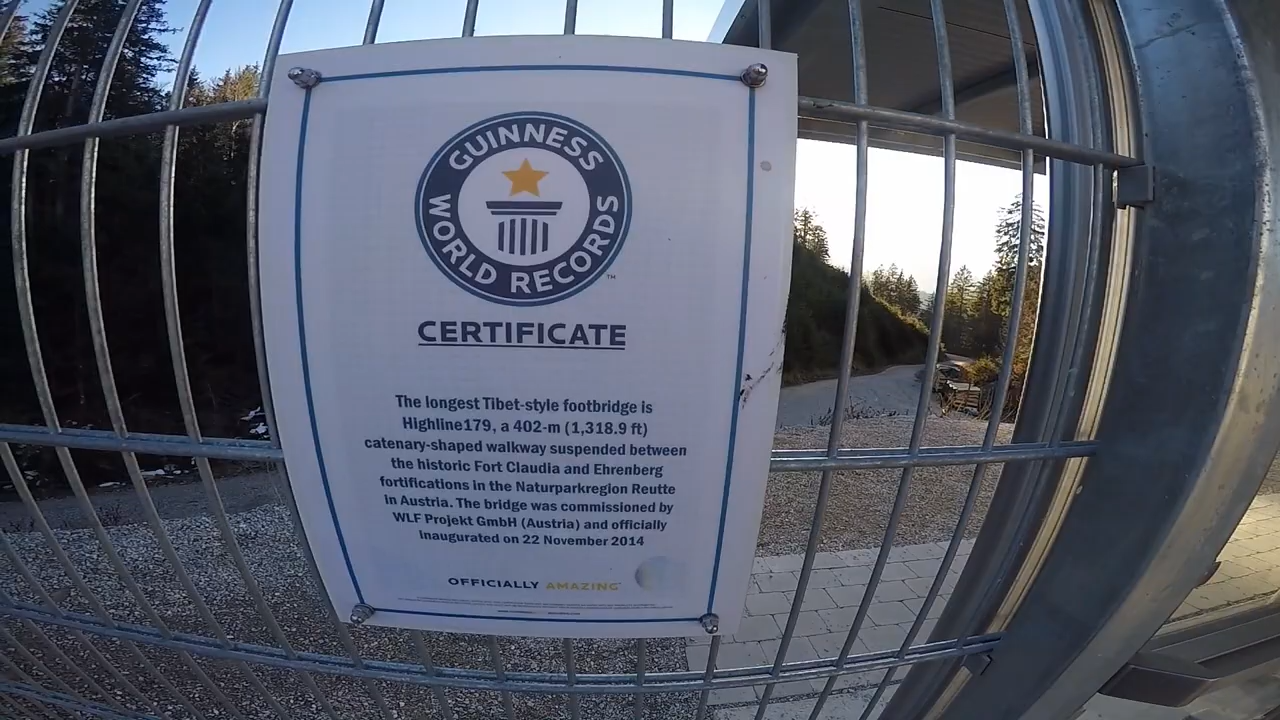 GUINNESS
WORLD RECORDS
TM
CERTIFICATE
The longest Tibet-style footbridge is
Highline179, a 402-m (1,318.9 ft)
catenary-shaped walkway suspended between
the historic Fort Claudia and Ehrenberg
fortifications in the Naturparkregion Reutte
in Austria. The bridge was commissioned by
WLF Projekt GmbH (Austria) and officially
inaugurated on 22 November 2014
OFFICIALLY AMAZING